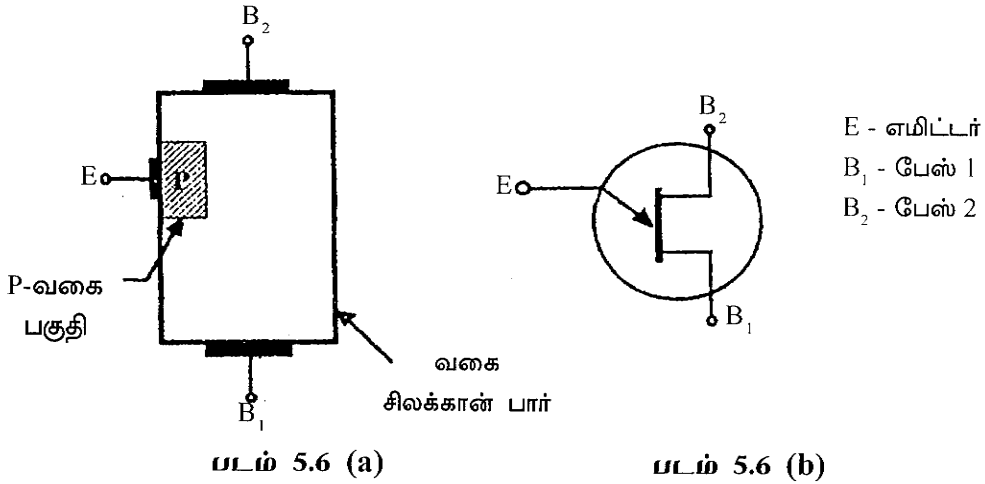 B₂
E
P
P-வகை
பகுதி
வகை
சிலக்கான் பார்
B₁
படம் 5.6 (a)
B₂
E
B₁
E - எமிட்டர்
B₁ - பேஸ் 1
B₂ - பேஸ் 2
படம் 5.6 (b)